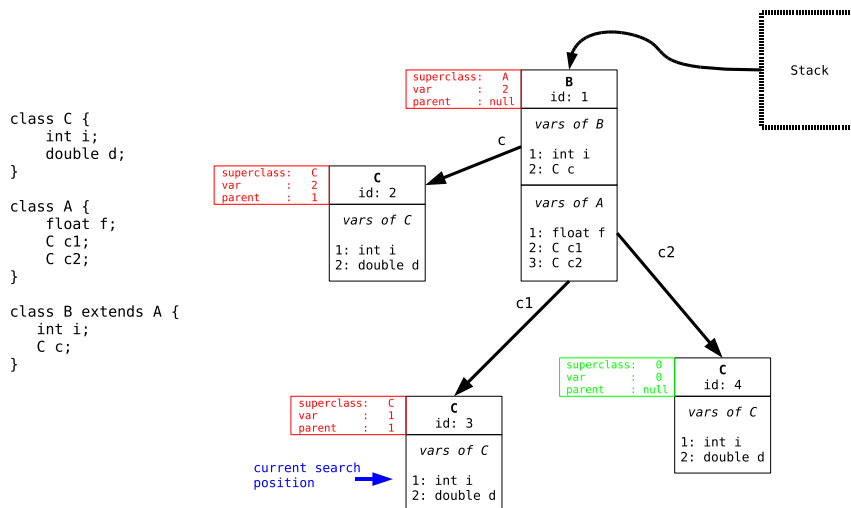 class C {
    int i;
    double d;
}
class A {
    float f;
    C c1;
    C c2;
}
class B extends A {
   int i;
   C c;
}
Stack
superclass:   A
var       :   2
parent    : null
B
id: 1
vars of B
1: int i
2: C c
vars of A
1: float f
2: C c1
3: C c2
c
superclass:   C
var       :   2
parent    :   1
C
id: 2
vars of C
1: int i
2: double d
c1
c2
superclass:   C
var       :   1
parent    :   1
C
id: 3
vars of C
1: int i
2: double d
current search
position
superclass:   0
var       :   0
parent    : null
C
id: 4
vars of C
1: int i
2: double d